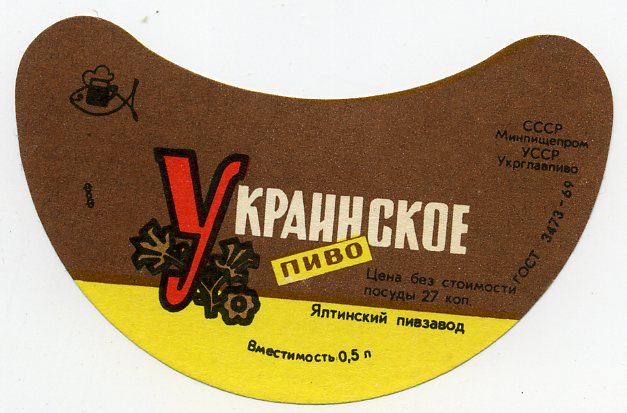 СССР
Минпищепром
УССР
Укрглавпиво
ГОСТ 3473-69
Украинское
пиво
Цена без стоимости
посуды 27 коп.
Ялтинский пивзавод
Вместимость 0,5 л